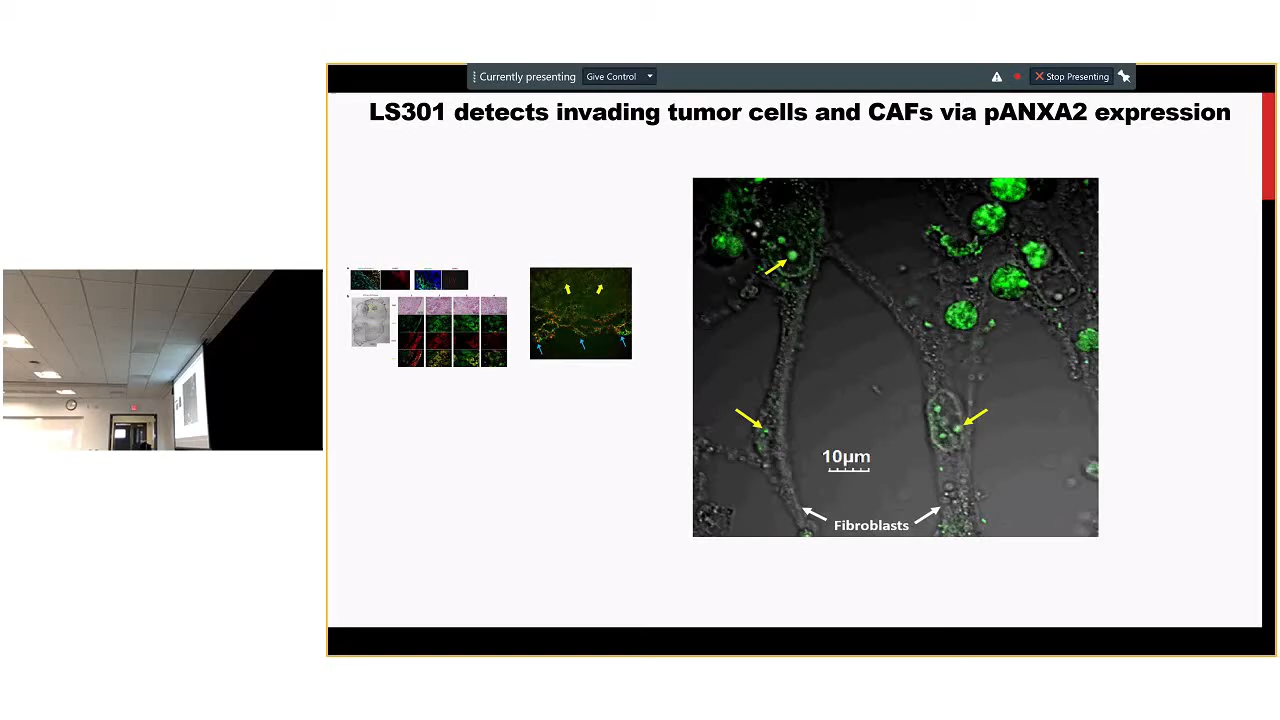 Currently presenting
Give Control
Stop Presenting
LS301 detects invading tumor cells and CAFs via pANXA2 expression
10µm
Fibroblasts